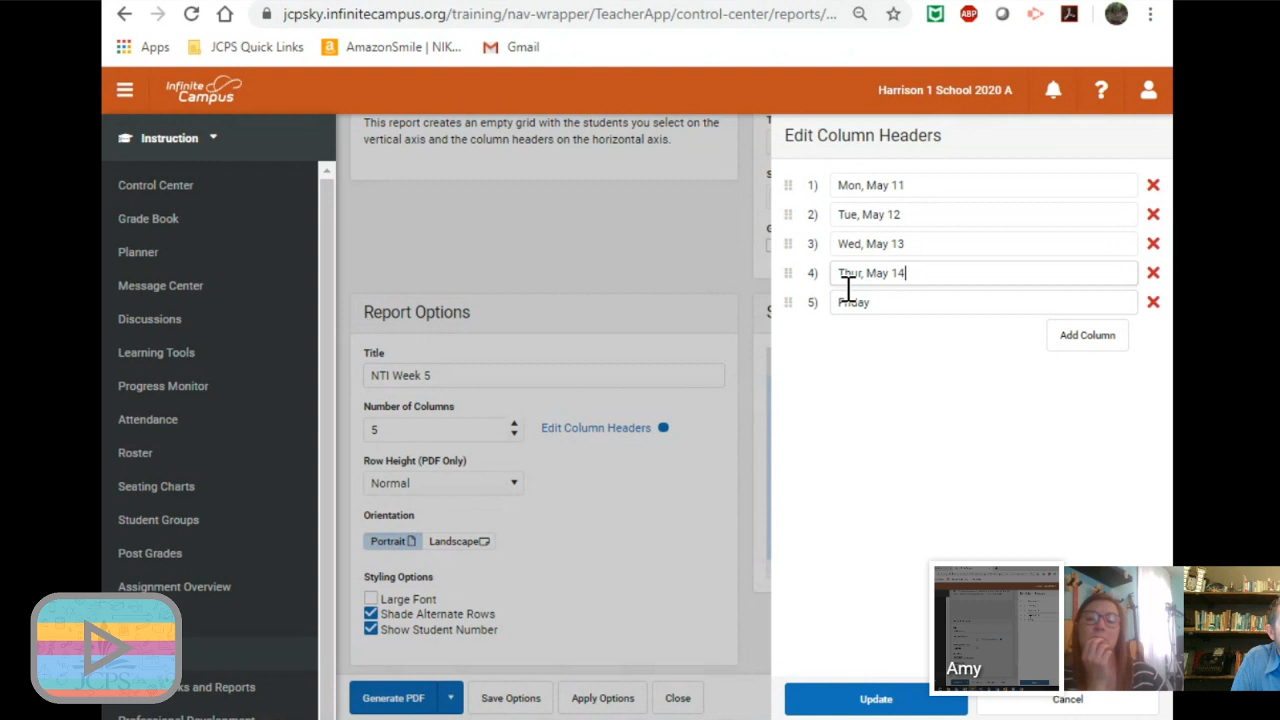 jcpsky.infinitecampus.org/training/nav-wrapper/TeacherApp/control-center/reports/...
ABP
Apps
JCPS Quick Links
a
AmazonSmile | NIK...
M
Gmail
Infinite Campus
Harrison 1 School 2020 A
?
Instruction
Control Center
Grade Book
Planner
Message Center
Discussions
Learning Tools
Progress Monitor
Attendance
Roster
Seating Charts
Student Groups
Post Grades
Assignment Overview
ks and Reports
This report creates an empty grid with the students you select on the
vertical axis and the column headers on the horizontal axis.
Report Options
Title
NTI Week 5
Number of Columns
5
Edit Column Headers
Row Height (PDF Only)
Normal
Orientation
Portrait
Landscape
Styling Options
Large Font
Shade Alternate Rows
Show Student Number
Generate PDF
Save Options
Apply Options
Close
Edit Column Headers
1) Mon, May 11
2) Tue, May 12
3) Wed, May 13
4) Thur, May 14
5) Friday
Add Column
Update
Cancel
Amy
JCPS